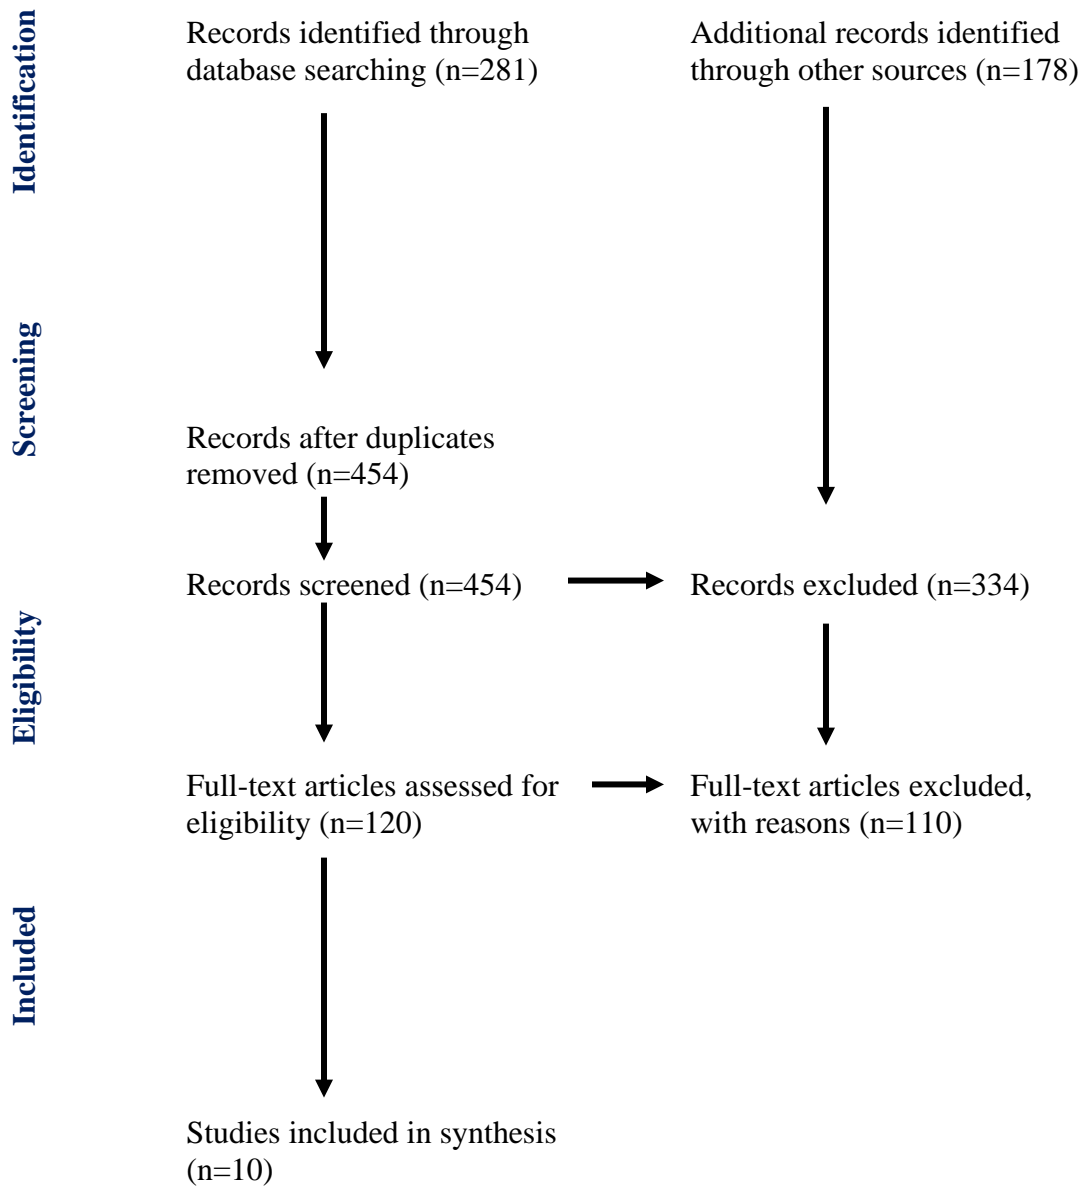 Identification
Records identified through
database searching (n=281)
Additional records identified
through other sources (n=178)
Screening
Records after duplicates
removed (n=454)
Records screened (n=454)
Records excluded (n=334)
Eligibility
Full-text articles assessed for
eligibility (n=120)
Full-text articles excluded,
with reasons (n=110)
Included
Studies included in synthesis
(n=10)